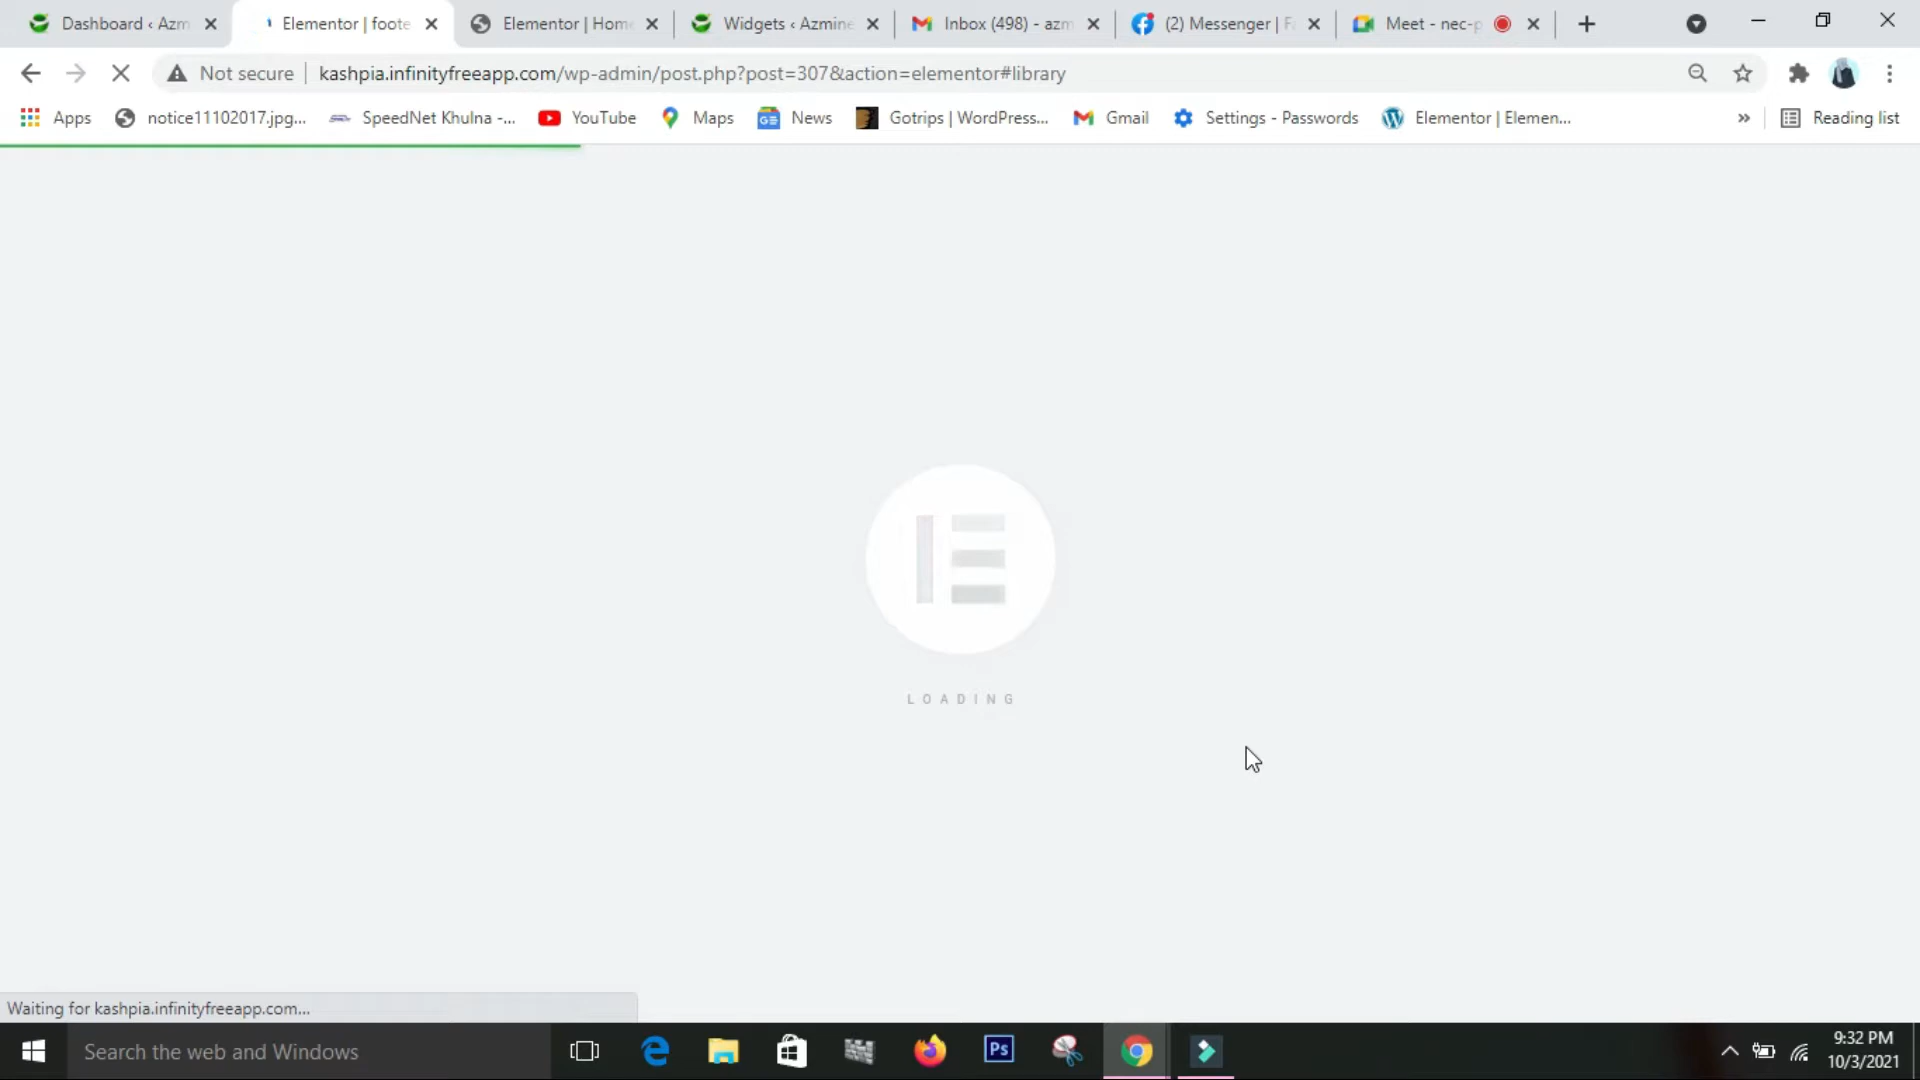 Dashboard ‹ Azm
Elementor | foote
Elementor | Home
Widgets ‹ Azmine
Inbox (498) - azm
(2) Messenger | Fa
Meet - nec-p
Not secure
kashpia.infinityfreeapp.com/wp-admin/post.php?post=307&action=elementor#library
Apps
notice11102017.jpg...
SpeedNet Khulna -...
YouTube
Maps
News
Gotrips | WordPress...
Gmail
Settings - Passwords
Elementor | Elemen...
»
Reading list
LOADING
Waiting for kashpia.infinityfreeapp.com...
Search the web and Windows
Ps
9:32 PM
10/3/2021